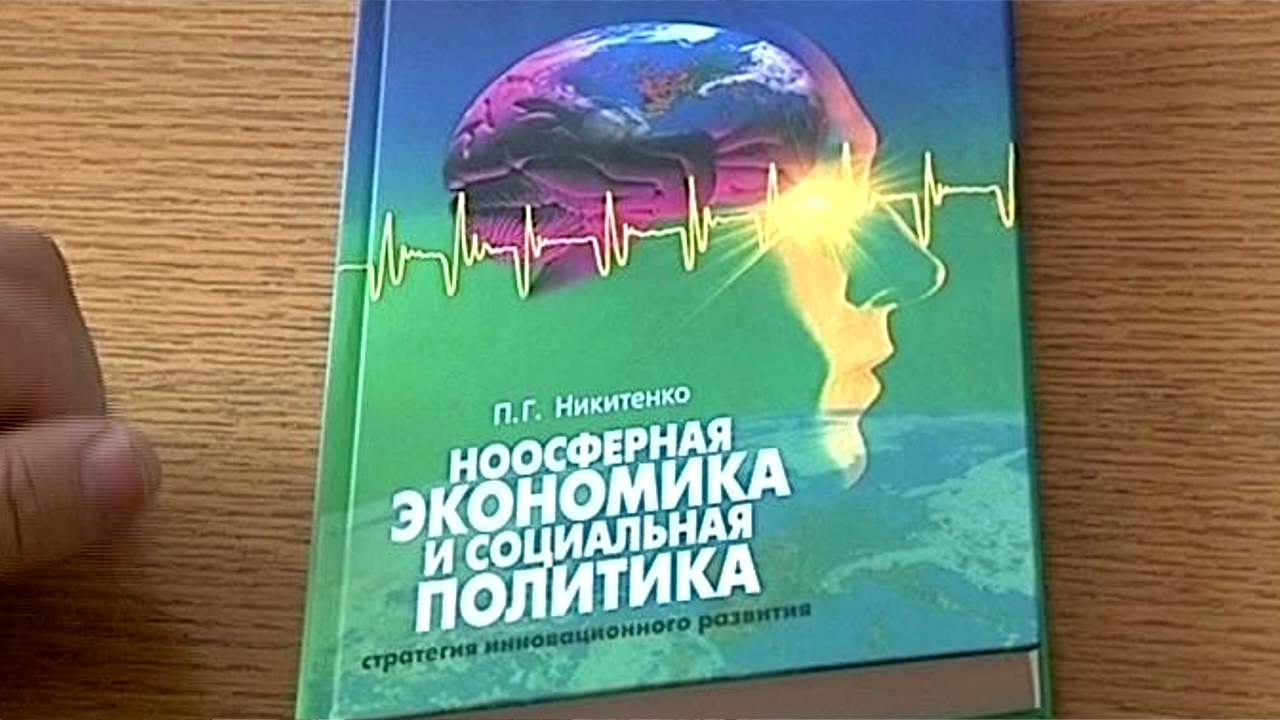 П.Г. Никитенко
НООСФЕРНАЯ
ЭКОНОМИКА
И СОЦИАЛЬНАЯ
ПОЛИТИКА
стратегия инновационного развития